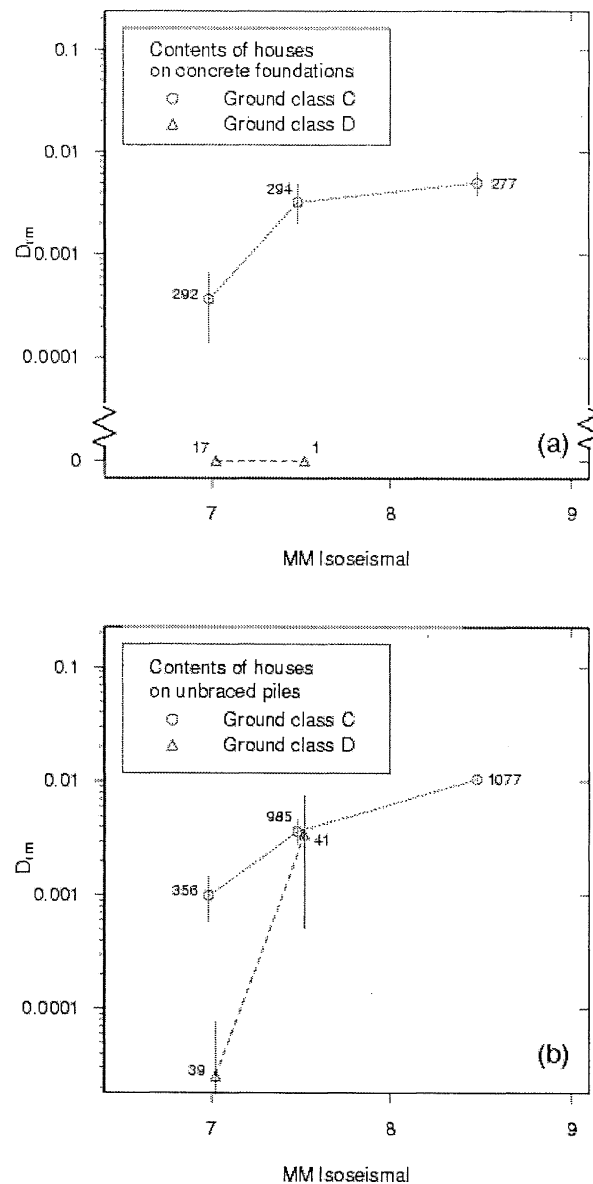 0.1
Contents of houses
on concrete foundations
Ground class C
Ground class D
0.01
294
277
Drm
0.001
292
0.0001
17
1
(a)
0
7
8
9
MM Isoseismal
0.1
Contents of houses
on unbraced piles
Ground class C
Ground class D
0.01
985
1077
41
Drm
0.001
356
0.0001
39
(b)
7
8
9
MM Isoseismal